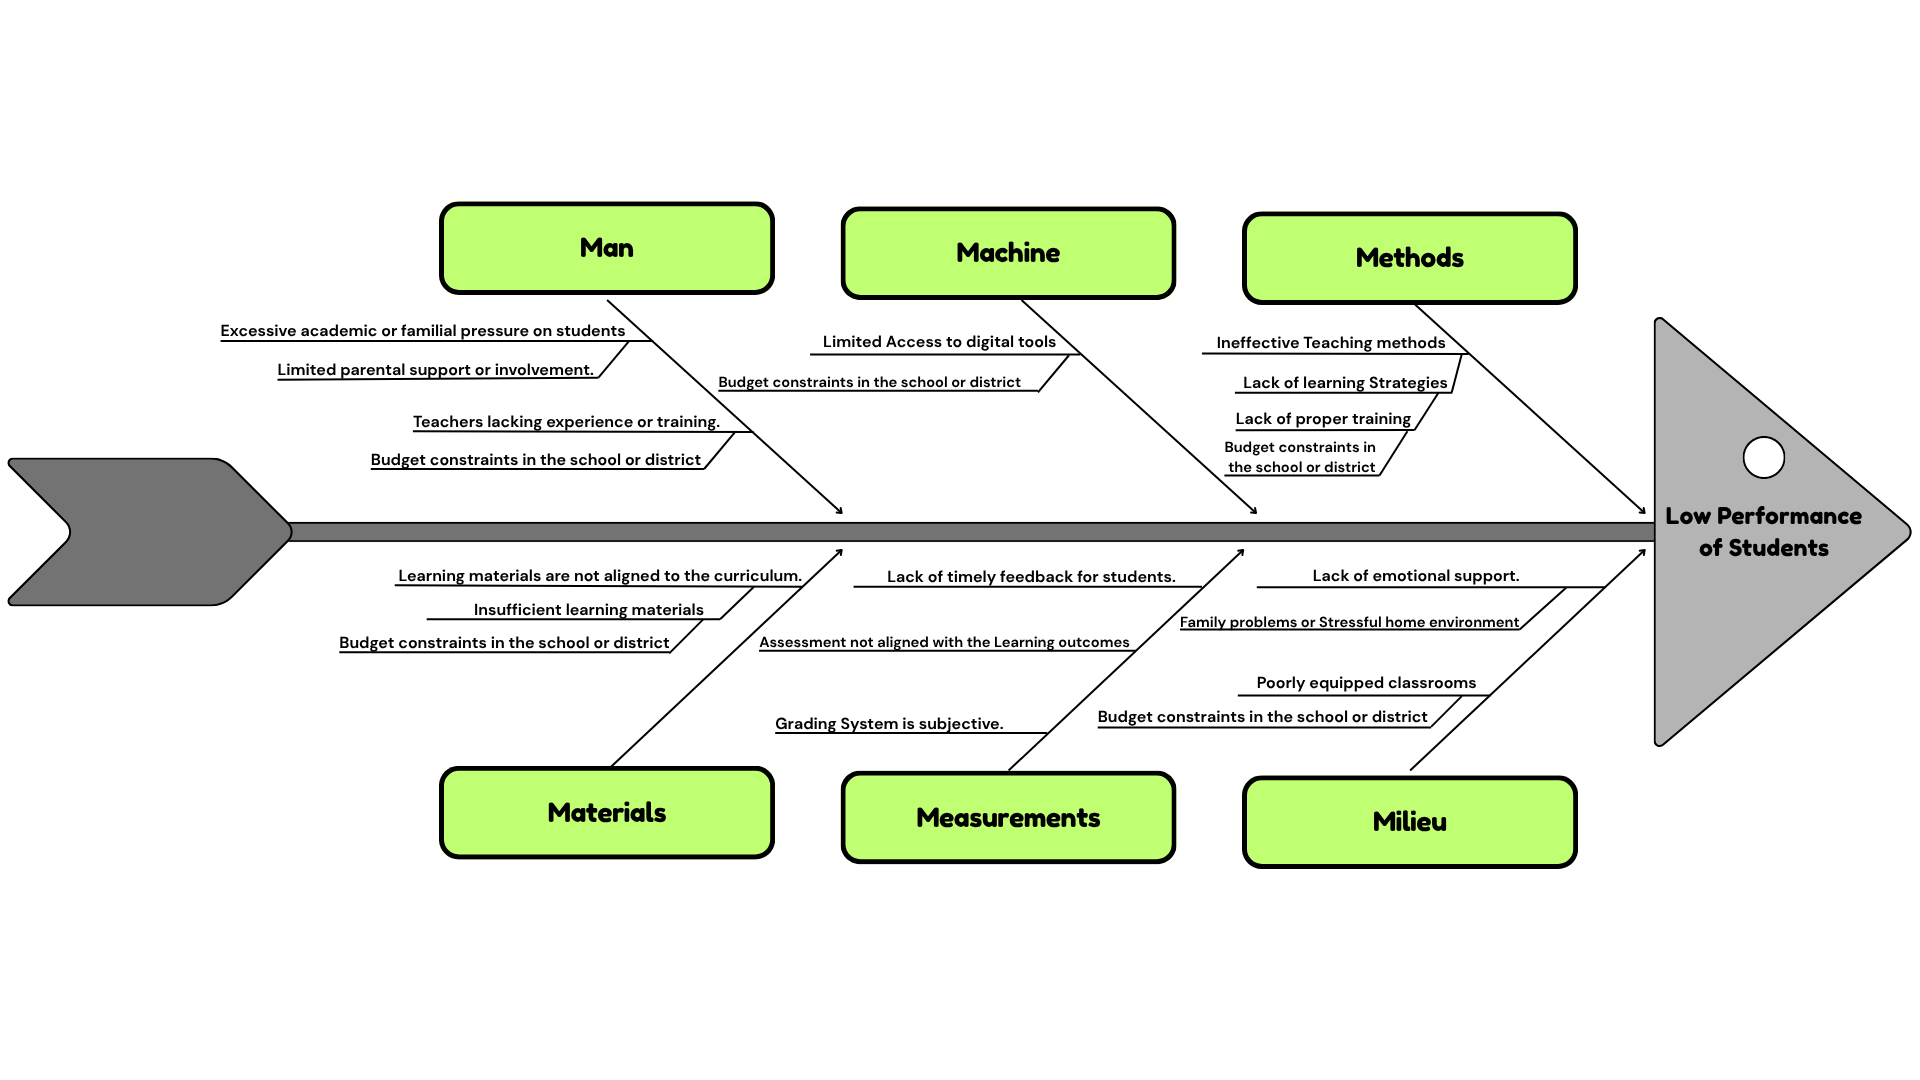 Man
Machine
Methods
Excessive academic or familial pressure on students
Limited parental support or involvement.
Teachers lacking experience or training.
Budget constraints in the school or district
Limited Access to digital tools
Budget constraints in the school or district
Ineffective Teaching methods
Lack of learning Strategies
Lack of proper training
Budget constraints in
the school or district
Low Performance
of Students
Learning materials are not aligned to the curriculum.
Insufficient learning materials
Budget constraints in the school or district
Lack of timely feedback for students.
Assessment not aligned with the Learning outcomes
Grading System is subjective.
Lack of emotional support.
Family problems or Stressful home environment
Poorly equipped classrooms
Budget constraints in the school or district
Materials
Measurements
Milieu